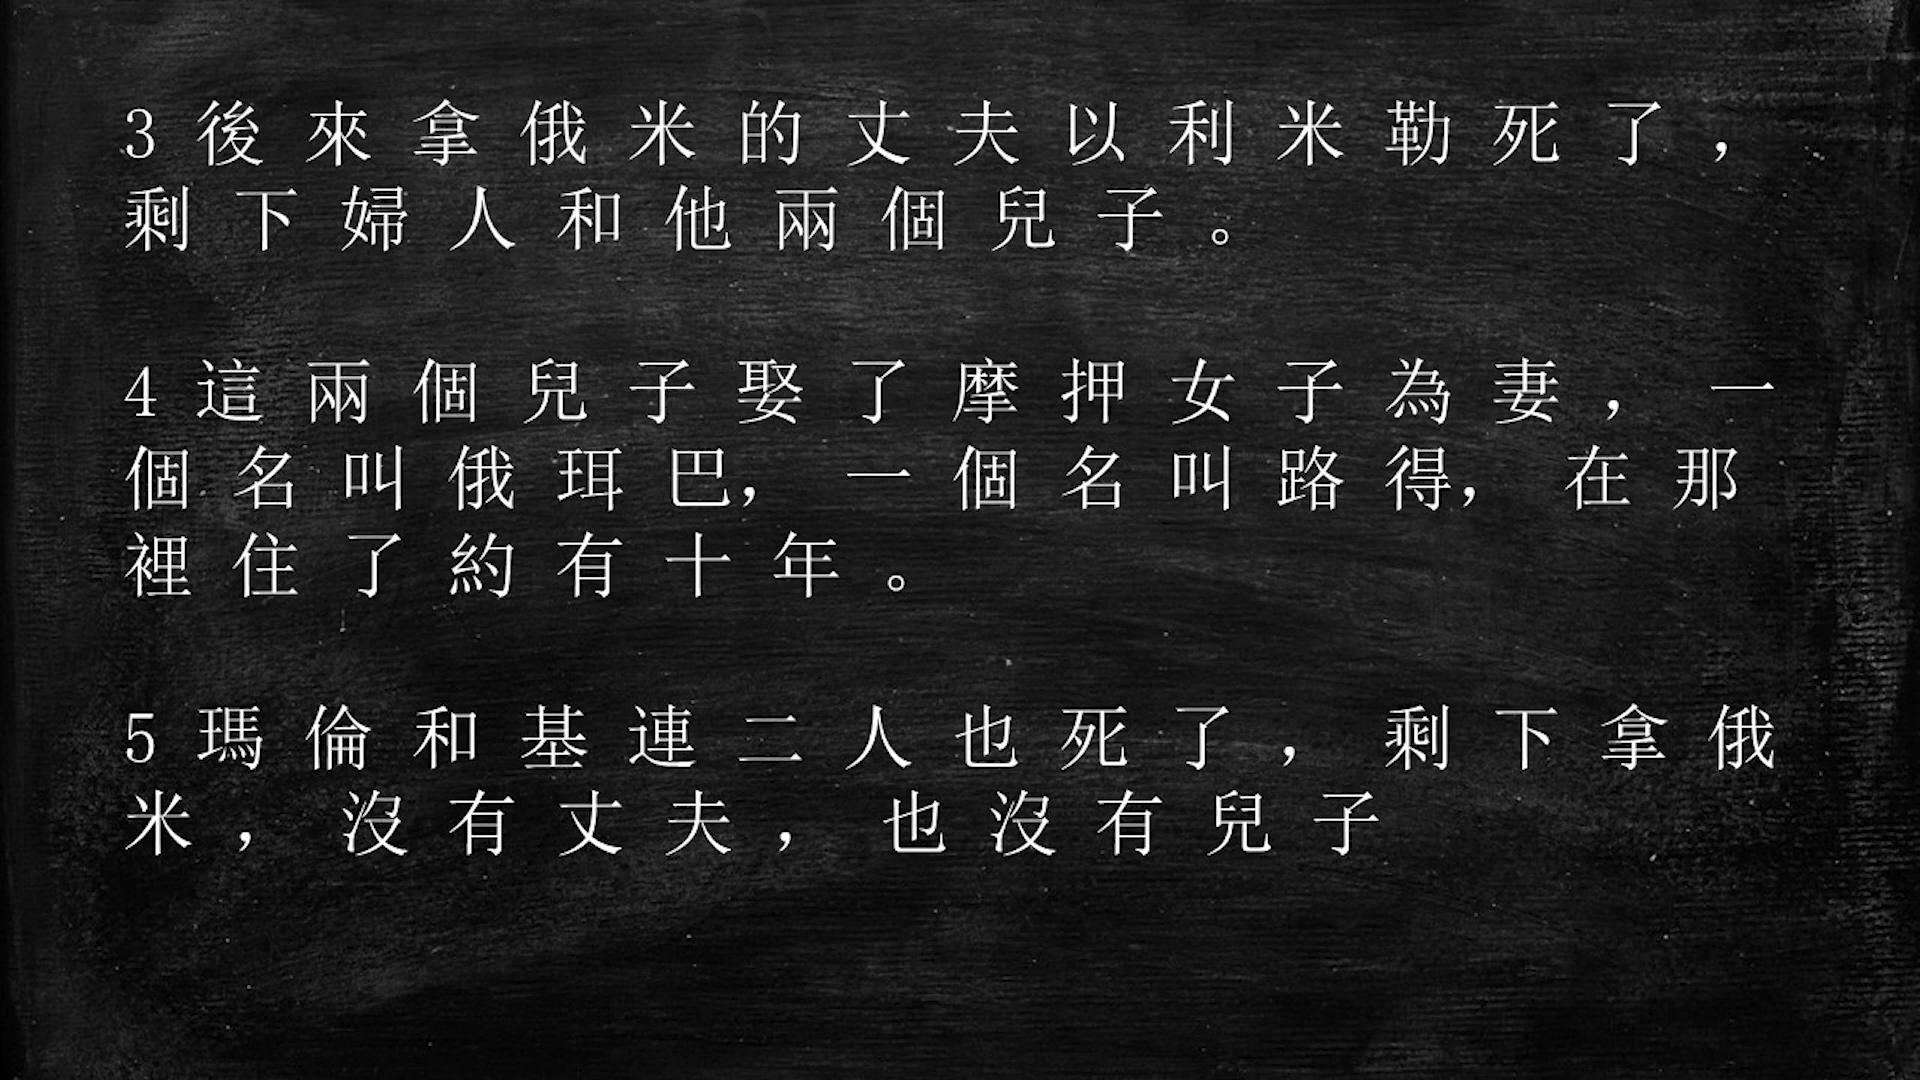 3 後 來 拿 俄 米 的 丈 夫 以 利 米 勒 死 了 ，
剩 下 婦 人 和 他 兩 個 兒 子 。
4 這 兩 個 兒 子 娶 了 摩 押 女 子 為 妻 ， 一
個 名 叫 俄 珥 巴， 一 個 名 叫 路 得， 在 那
裡 住 了 約 有 十 年 。
5 瑪 倫 和 基 連 二 人 也 死 了 ， 剩 下 拿 俄
米 ， 沒 有 丈 夫 ， 也 沒 有 兒 子